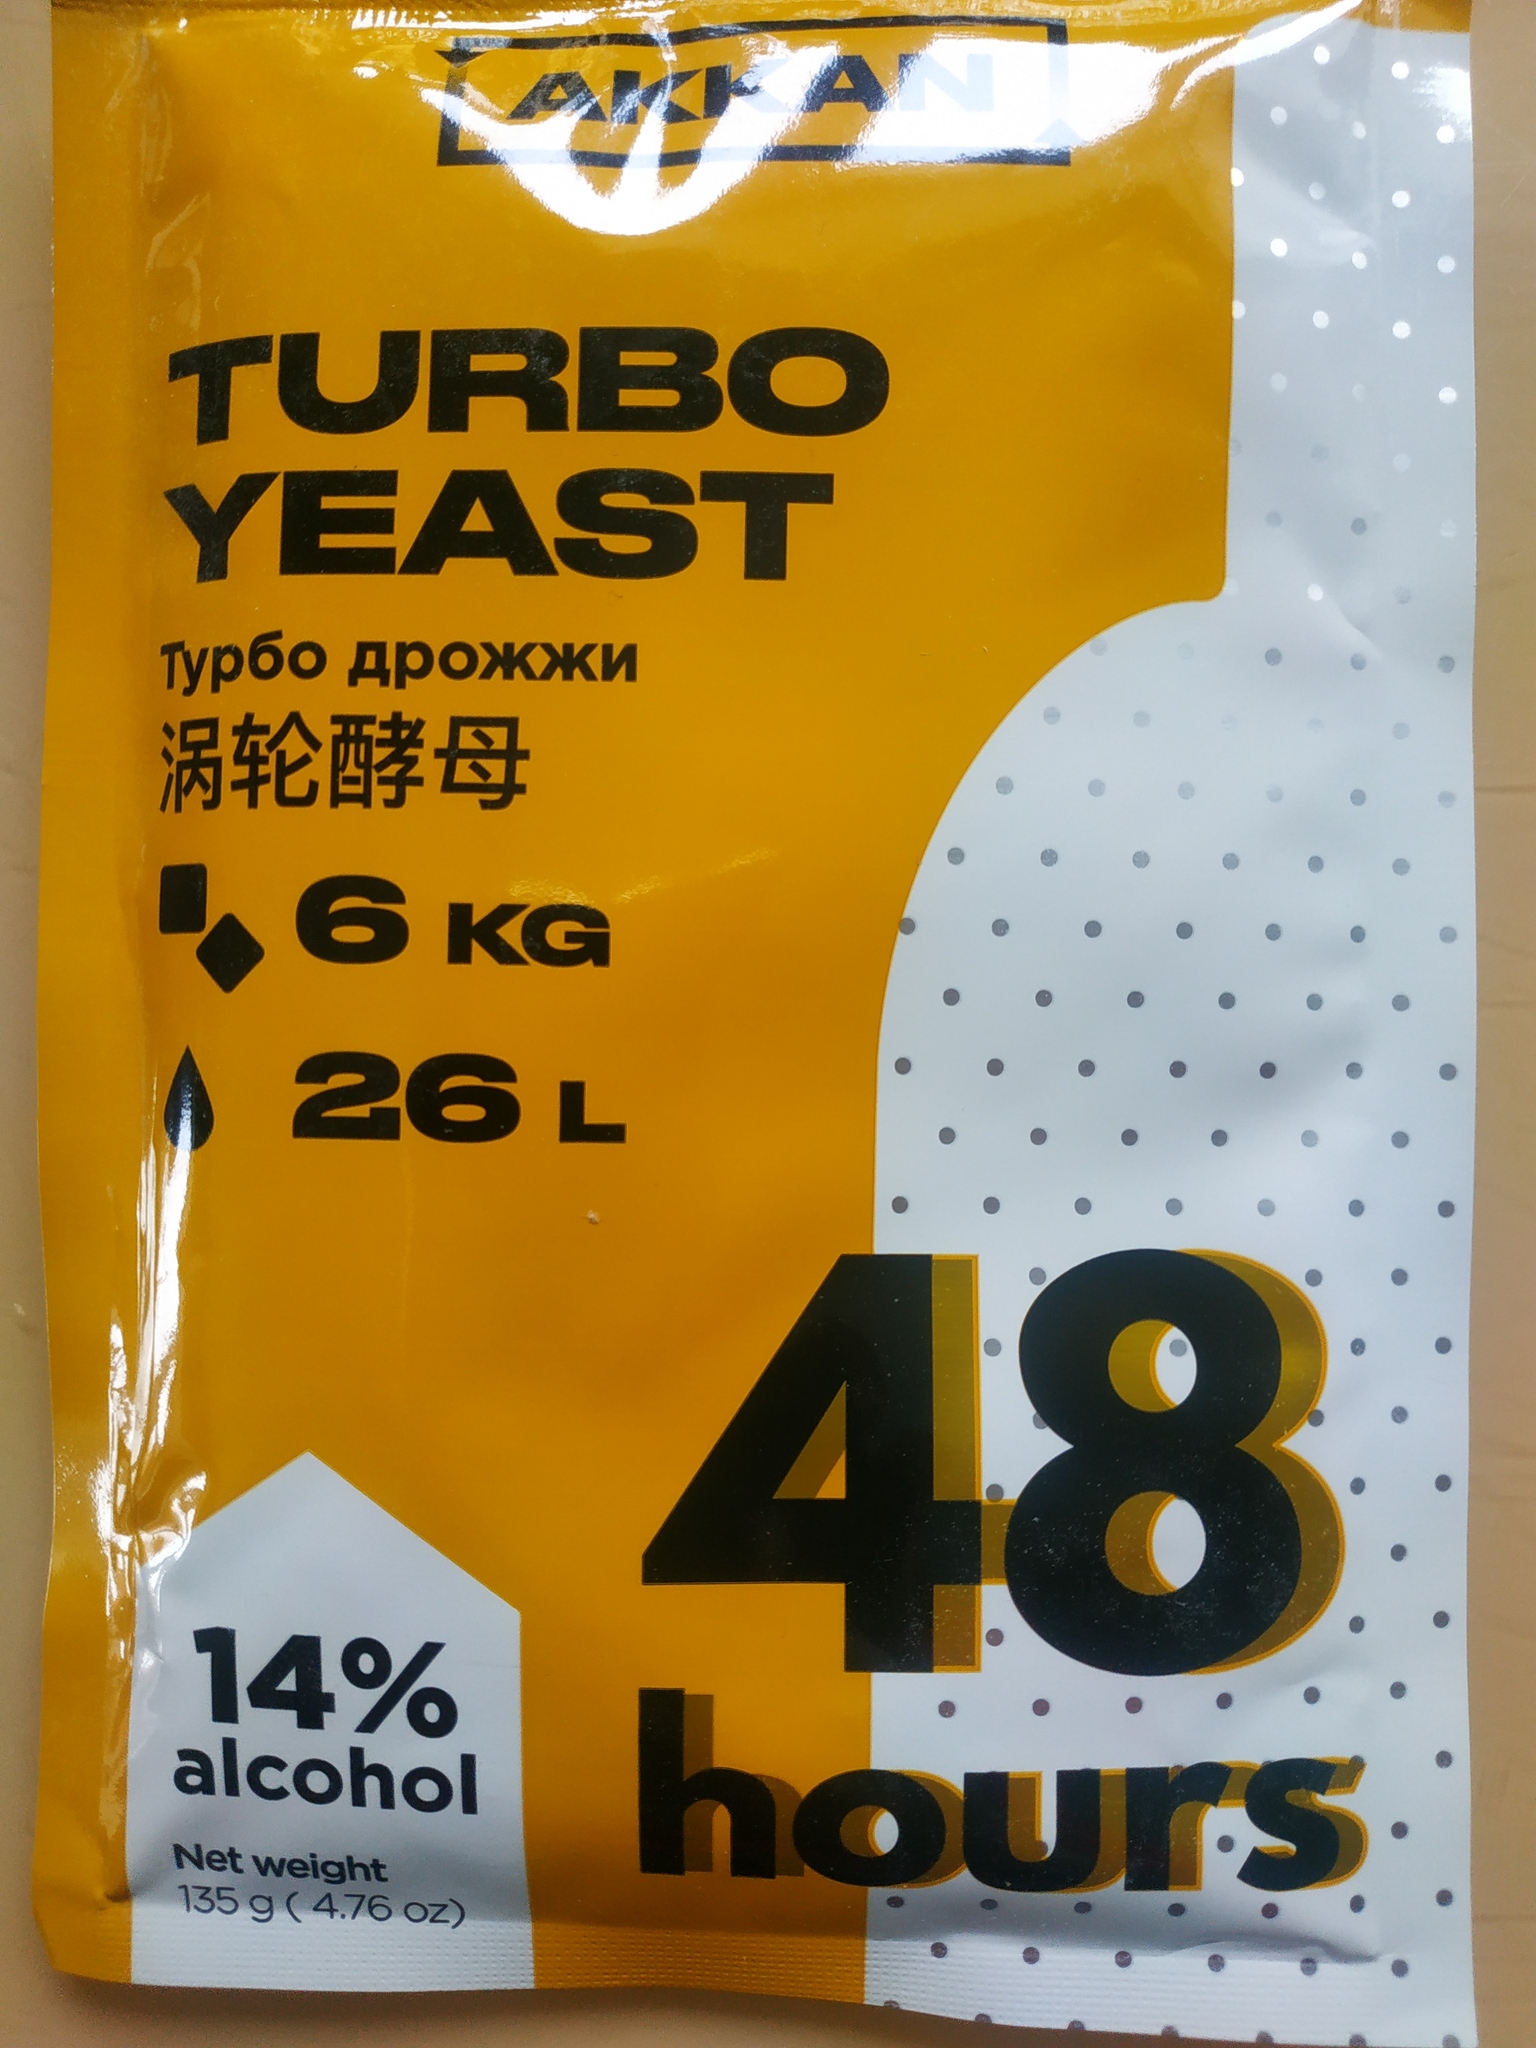 AKKAN
TURBO
YEAST
Турбо дрожжи
涡轮酵母
6 KG
26 L
48
hours
14%
alcohol
Net weight
135 g ( 4.76 oz)